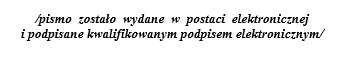 /pismo zostało wydane w postaci elektronicznej
i podpisane kwalifikowanym podpisem elektronicznym/